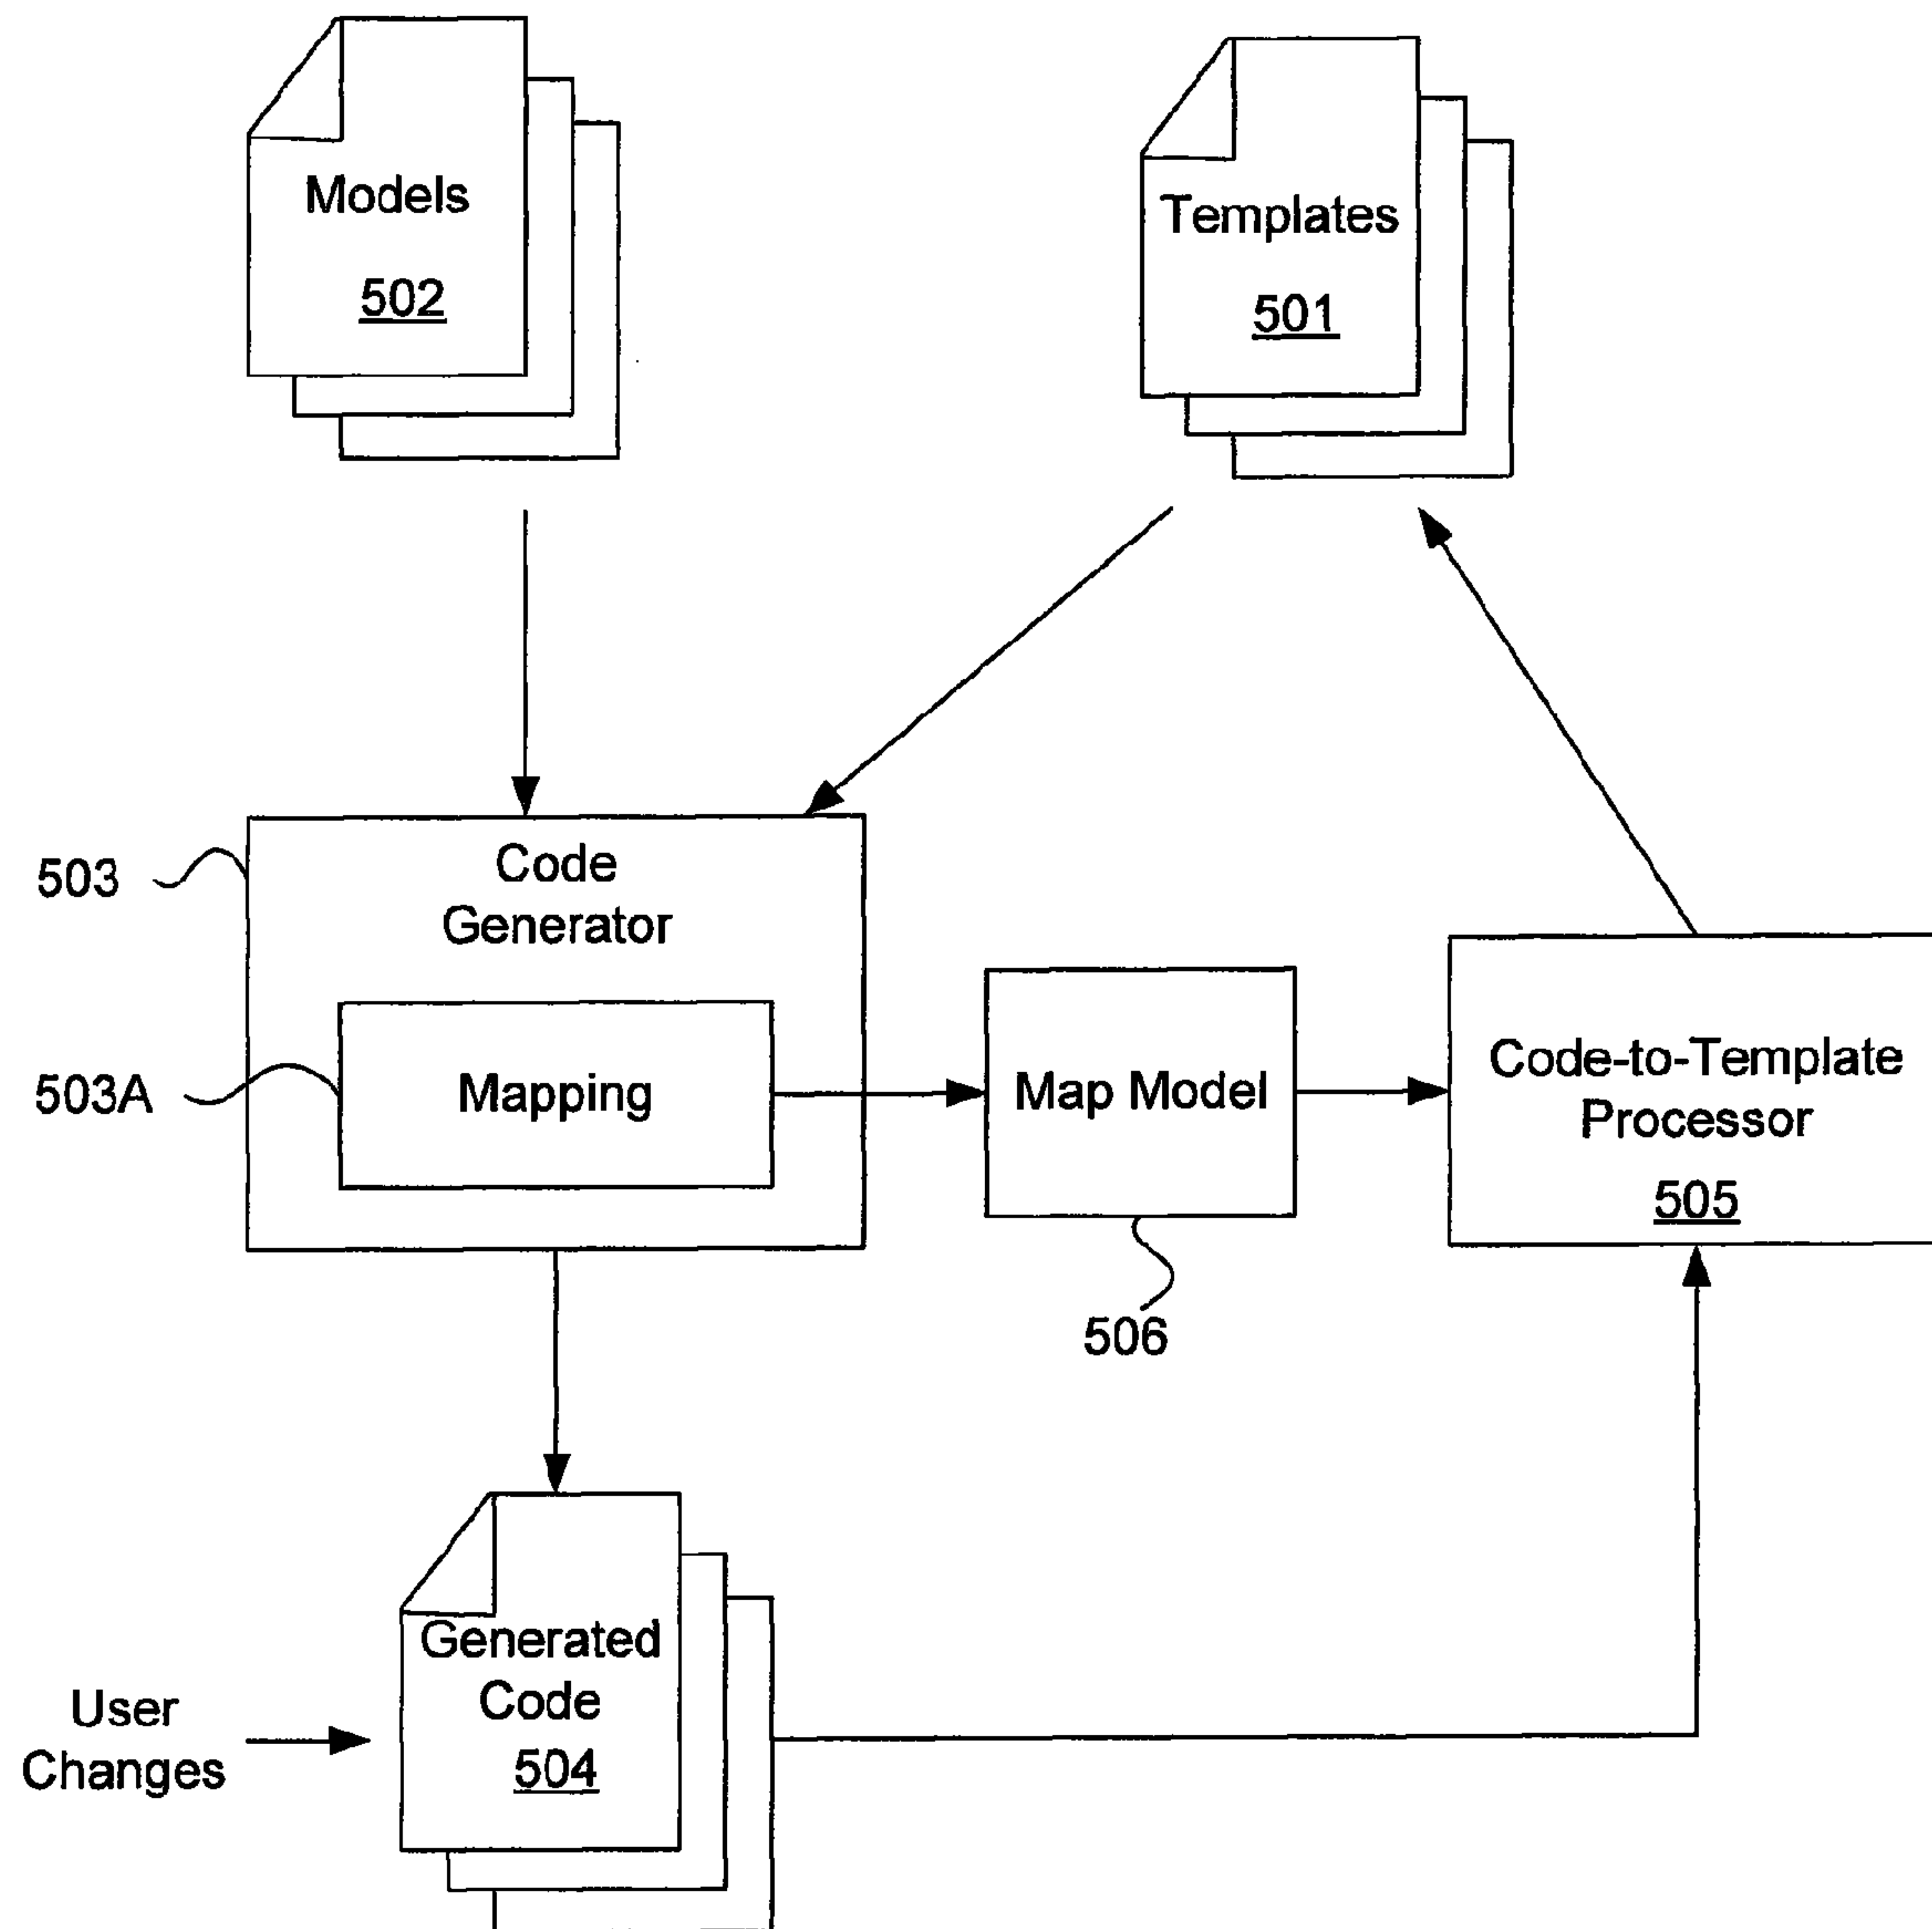 Models
502
Templates
501
503
Code
Generator
503A
Mapping
Map Model
506
Code-to-Template
Processor
505
Generated
Code
504
User
Changes